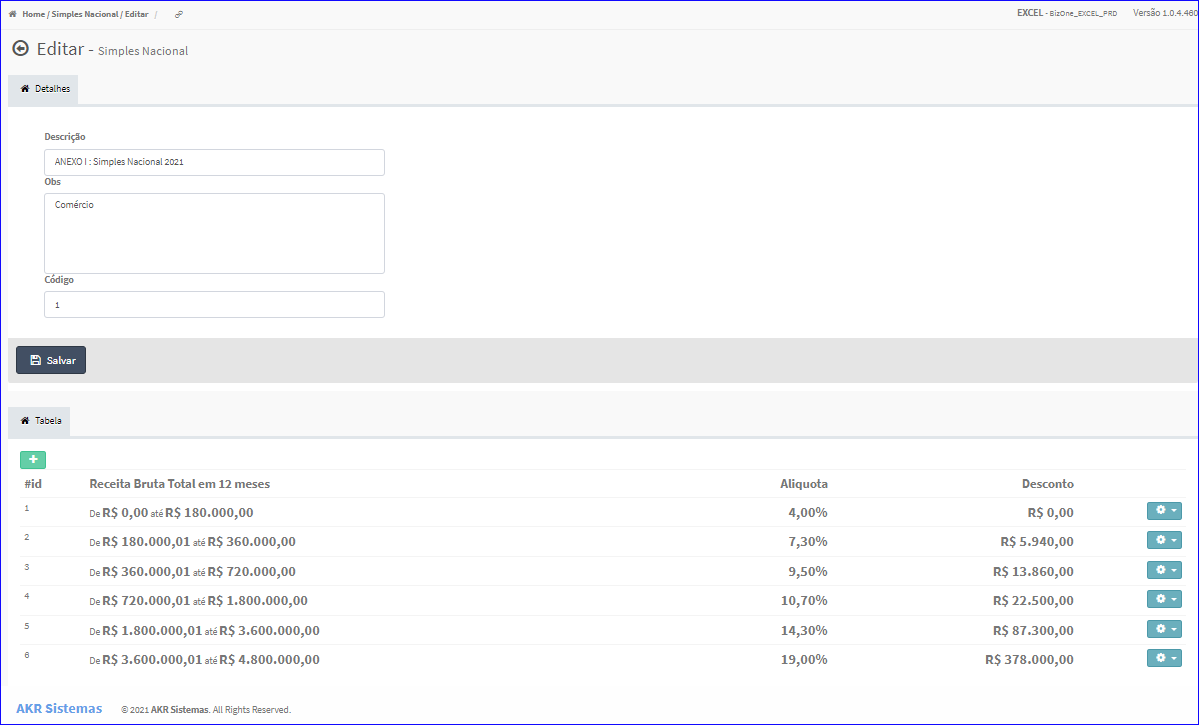 Home / Simples Nacional / Editar /
EXCEL - BizOne_EXCEL_PRD Versão 1.0.4.460
Editar - Simples Nacional
Detalhes
Descrição
ANEXO I : Simples Nacional 2021
Obs
Comércio
Código
1
Salvar
Tabela
+
#id Receita Bruta Total em 12 meses Aliquota Desconto
1 De R$ 0,00 até R$ 180.000,00 4,00% R$ 0,00
2 De R$ 180.000,01 até R$ 360.000,00 7,30% R$ 5.940,00
3 De R$ 360.000,01 até R$ 720.000,00 9,50% R$ 13.860,00
4 De R$ 720.000,01 até R$ 1.800.000,00 10,70% R$ 22.500,00
5 De R$ 1.800.000,01 até R$ 3.600.000,00 14,30% R$ 87.300,00
6 De R$ 3.600.000,01 até R$ 4.800.000,00 19,00% R$ 378.000,00
AKR Sistemas © 2021 AKR Sistemas. All Rights Reserved.